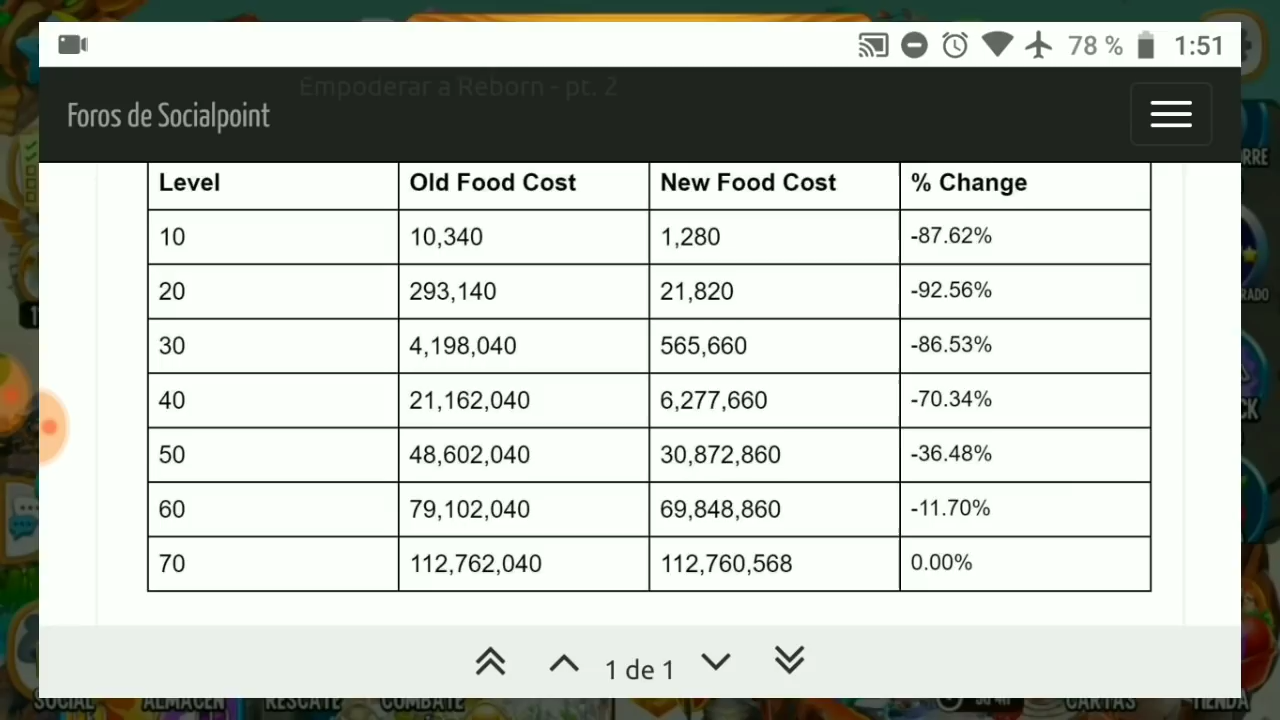 78 % 1:51
Empoderar a Reborn - pt. 2
Foros de Socialpoint
Level Old Food Cost New Food Cost % Change
10 10,340 1,280 -87.62%
20 293,140 21,820 -92.56%
30 4,198,040 565,660 -86.53%
40 21,162,040 6,277,660 -70.34%
50 48,602,040 30,872,860 -36.48%
60 79,102,040 69,848,860 -11.70%
70 112,762,040 112,760,568 0.00%
1 de 1
SOCIAL ALMACÉN RESCATE COMBATE CARTAS TIENDA